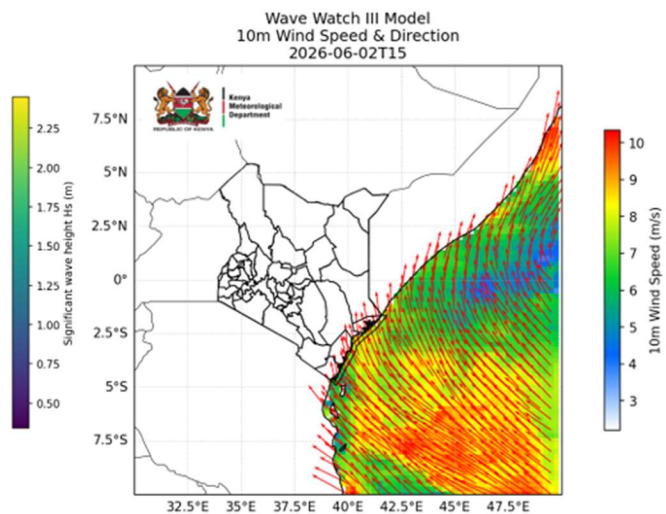 Wave Watch III Model
10m Wind Speed & Direction
2026-06-02T15
Kenya
Meteorological
Department
REPUBLIC OF KENYA
2.25
2.00
1.75
1.50
1.25
1.00
0.75
0.50
Significant wave height Hs (m)
7.5°N
5°N
2.5°N
0°
2.5°S
5°S
7.5°S
32.5°E 35°E 37.5°E 40°E 42.5°E 45°E 47.5°E
10
9
8
7
6
5
4
3
10m Wind Speed (m/s)